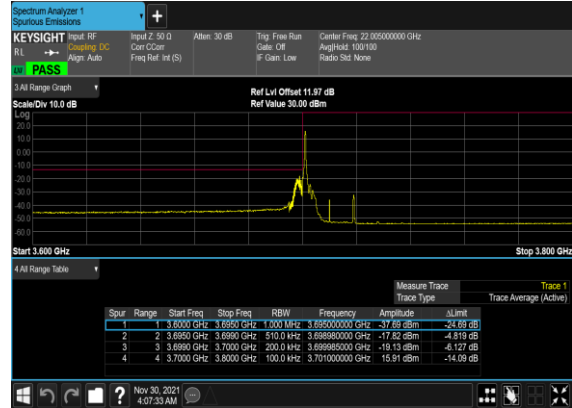 Spectrum Analyzer 1
Spurious Emissions
KEYSIGHT Input: RF Input Z: 50 Ω Atten: 30 dB Trig: Free Run Center Freq: 22.005000000 GHz
RL Coupling: DC Corr CCorr Gate: Off Avg|Hold: 100/100
Align: Auto Freq Ref: Int (S) IF Gain: Low Radio Std: None
PASS
3 All Range Graph
Ref Lvl Offset 11.97 dB
Scale/Div 10.0 dB Ref Value 30.00 dBm
Log
20.0
10.0
0.00
-10.0
-20.0
-30.0
-40.0
-50.0
-60.0
Start 3.600 GHz Stop 3.800 GHz
4 All Range Table
Measure Trace Trace 1
Trace Type Trace Average (Active)
Spur Range Start Freq Stop Freq RBW Frequency Amplitude ΔLimit
1 1 3.6000 GHz 3.6950 GHz 1.000 MHz 3.695000000 GHz -37.69 dBm -24.69 dB
2 2 3.6950 GHz 3.6990 GHz 510.0 kHz 3.698980000 GHz -17.82 dBm -4.819 dB
3 3 3.6990 GHz 3.7000 GHz 200.0 kHz 3.699985000 GHz -19.13 dBm -6.127 dB
4 4 3.7000 GHz 3.8000 GHz 100.0 kHz 3.701000000 GHz 15.91 dBm -14.09 dB
? Nov 30, 2021
4:07:33 AM